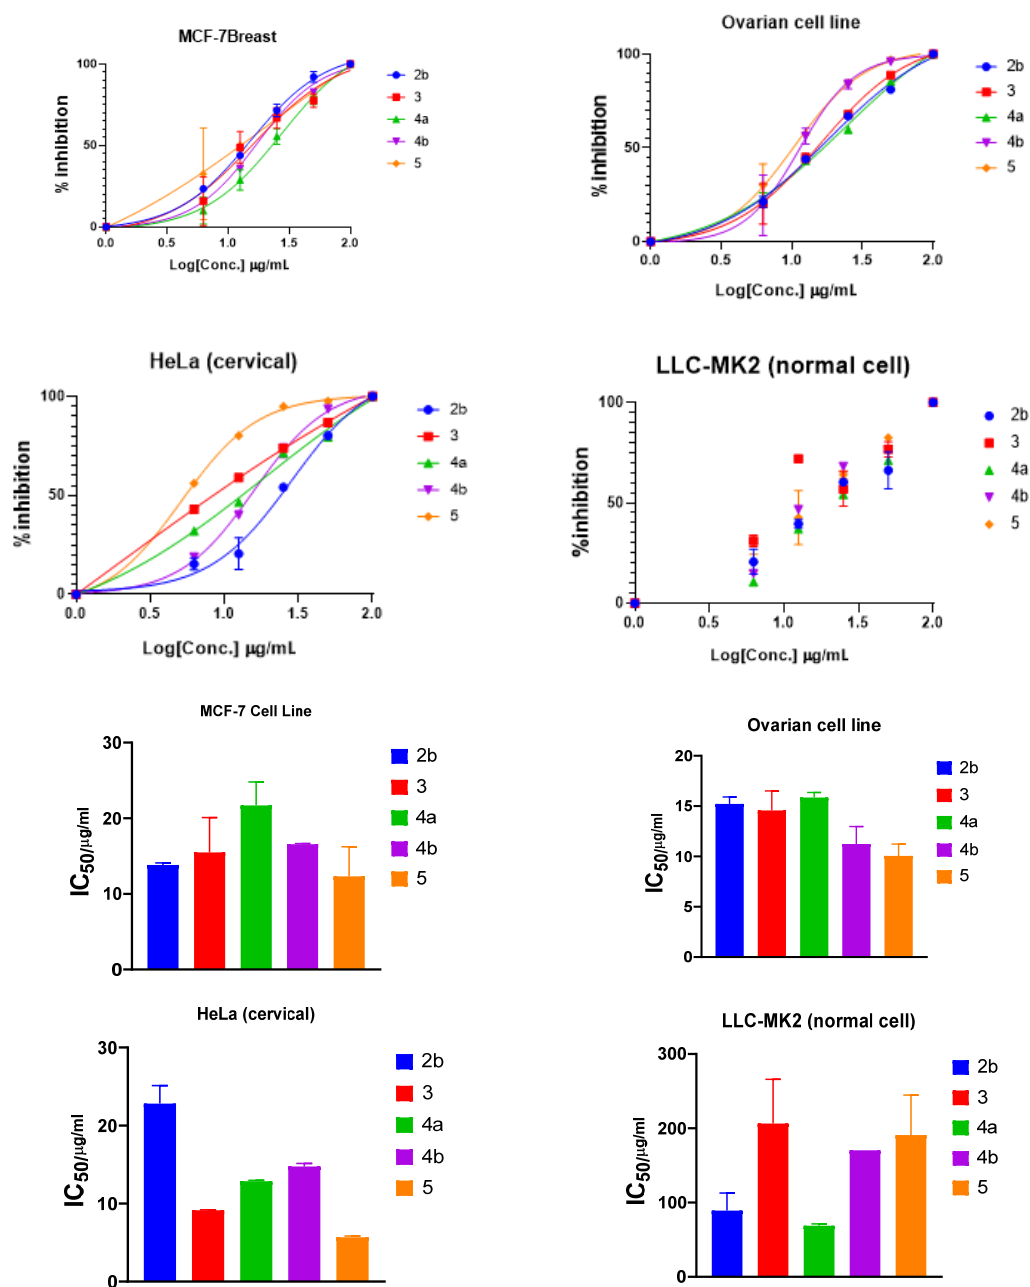 MCF-7Breast
% inhibition
100
50
0
0.0 0.5 1.0 1.5 2.0
Log[Conc.] µg/mL
2b
3
4a
4b
5
Ovarian cell line
% inhibition
100
50
0
0.0 0.5 1.0 1.5 2.0
Log[Conc.] µg/mL
2b
3
4a
4b
5
HeLa (cervical)
% inhibition
100
50
0
0.0 0.5 1.0 1.5 2.0
Log[Conc.] µg/mL
2b
3
4a
4b
5
LLC-MK2 (normal cell)
%inhibition
100
50
0
0.0 0.5 1.0 1.5 2.0
Log[Conc.] µg/mL
2b
3
4a
4b
5
MCF-7 Cell Line
IC50/µg/ml
30
20
10
0
2b
3
4a
4b
5
Ovarian cell line
IC50/µg/ml
20
15
10
5
0
2b
3
4a
4b
5
HeLa (cervical)
IC50/µg/ml
30
20
10
0
2b
3
4a
4b
5
LLC-MK2 (normal cell)
IC50/µg/ml
300
200
100
0
2b
3
4a
4b
5